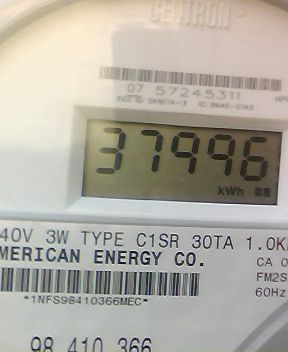 CENTRON
07 57245311
37996
kWh
40V 3W TYPE C1SR 30TA 1.0K
MERICAN ENERGY CO.
CA 0
FM2S
60Hz
*1NFS98410366MEC*
98 410 366